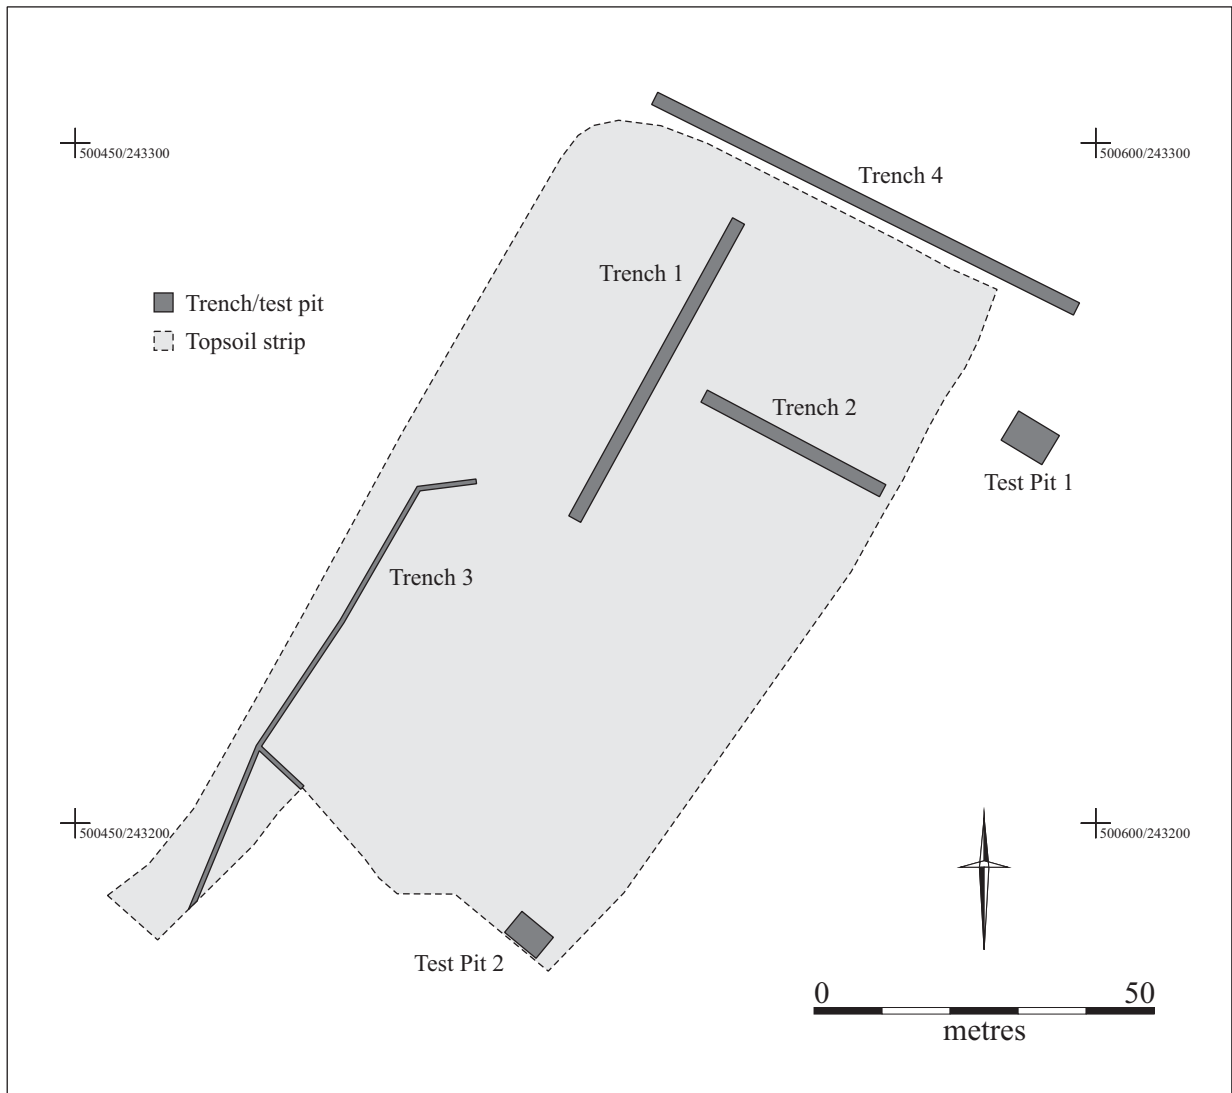 500450/243300
500600/243300
Trench 4
Trench 1
Trench/test pit
Topsoil strip
Trench 2
Test Pit 1
Trench 3
500450/243200
500600/243200
Test Pit 2
0 50
metres